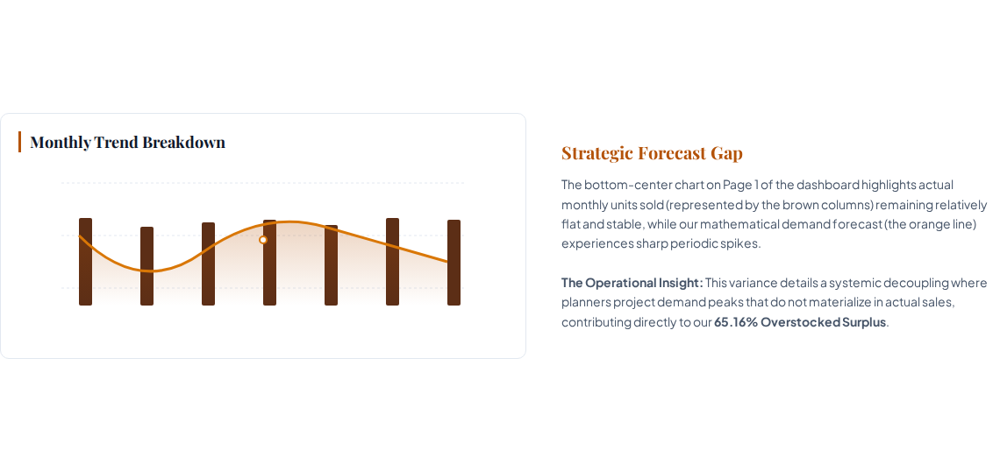 Monthly Trend Breakdown
Strategic Forecast Gap
The bottom-center chart on Page 1 of the dashboard highlights actual
monthly units sold (represented by the brown columns) remaining relatively
flat and stable, while our mathematical demand forecast (the orange line)
experiences sharp periodic spikes.
The Operational Insight: This variance details a systemic decoupling where
planners project demand peaks that do not materialize in actual sales,
contributing directly to our 65.16% Overstocked Surplus.